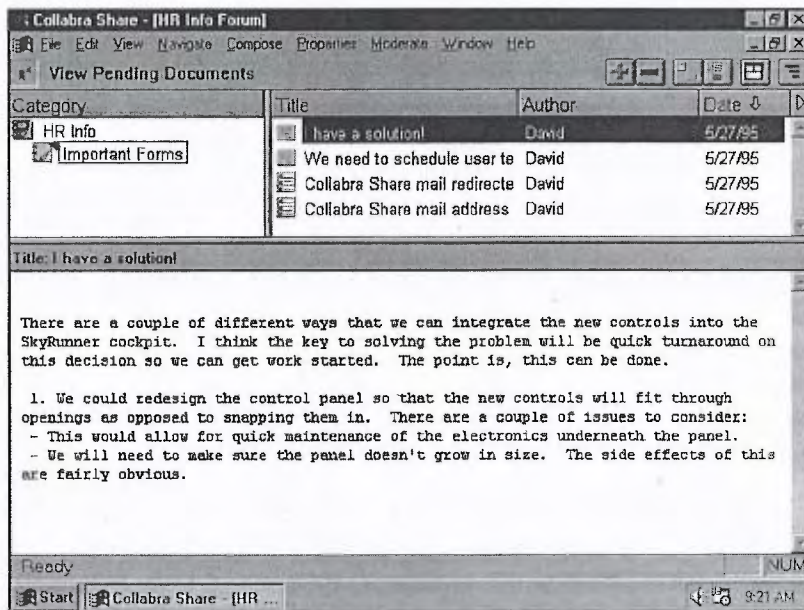 Collabra Share - [HR Info Forum]
File Edit View Navigate Compose Properties Moderate Window Help
View Pending Documents
Category Title Author Date
HR Info I have a solution! David 5/27/95
Important Forms We need to schedule user te David 5/27/95
Collabra Share mail redirecte David 5/27/95
Collabra Share mail address David 5/27/95
Title: I have a solution!
There are a couple of different ways that we can integrate the new controls into the
SkyRunner cockpit. I think the key to solving the problem will be quick turnaround on
this decision so we can get work started. The point is, this can be done.
1. We could redesign the control panel so that the new controls will fit through
openings as opposed to snapping them in. There are a couple of issues to consider:
- This would allow for quick maintenance of the electronics underneath the panel.
- We will need to make sure the panel doesn't grow in size. The side effects of this
are fairly obvious.
Ready NUM
Start Collabra Share - [HR ... 9:21 AM